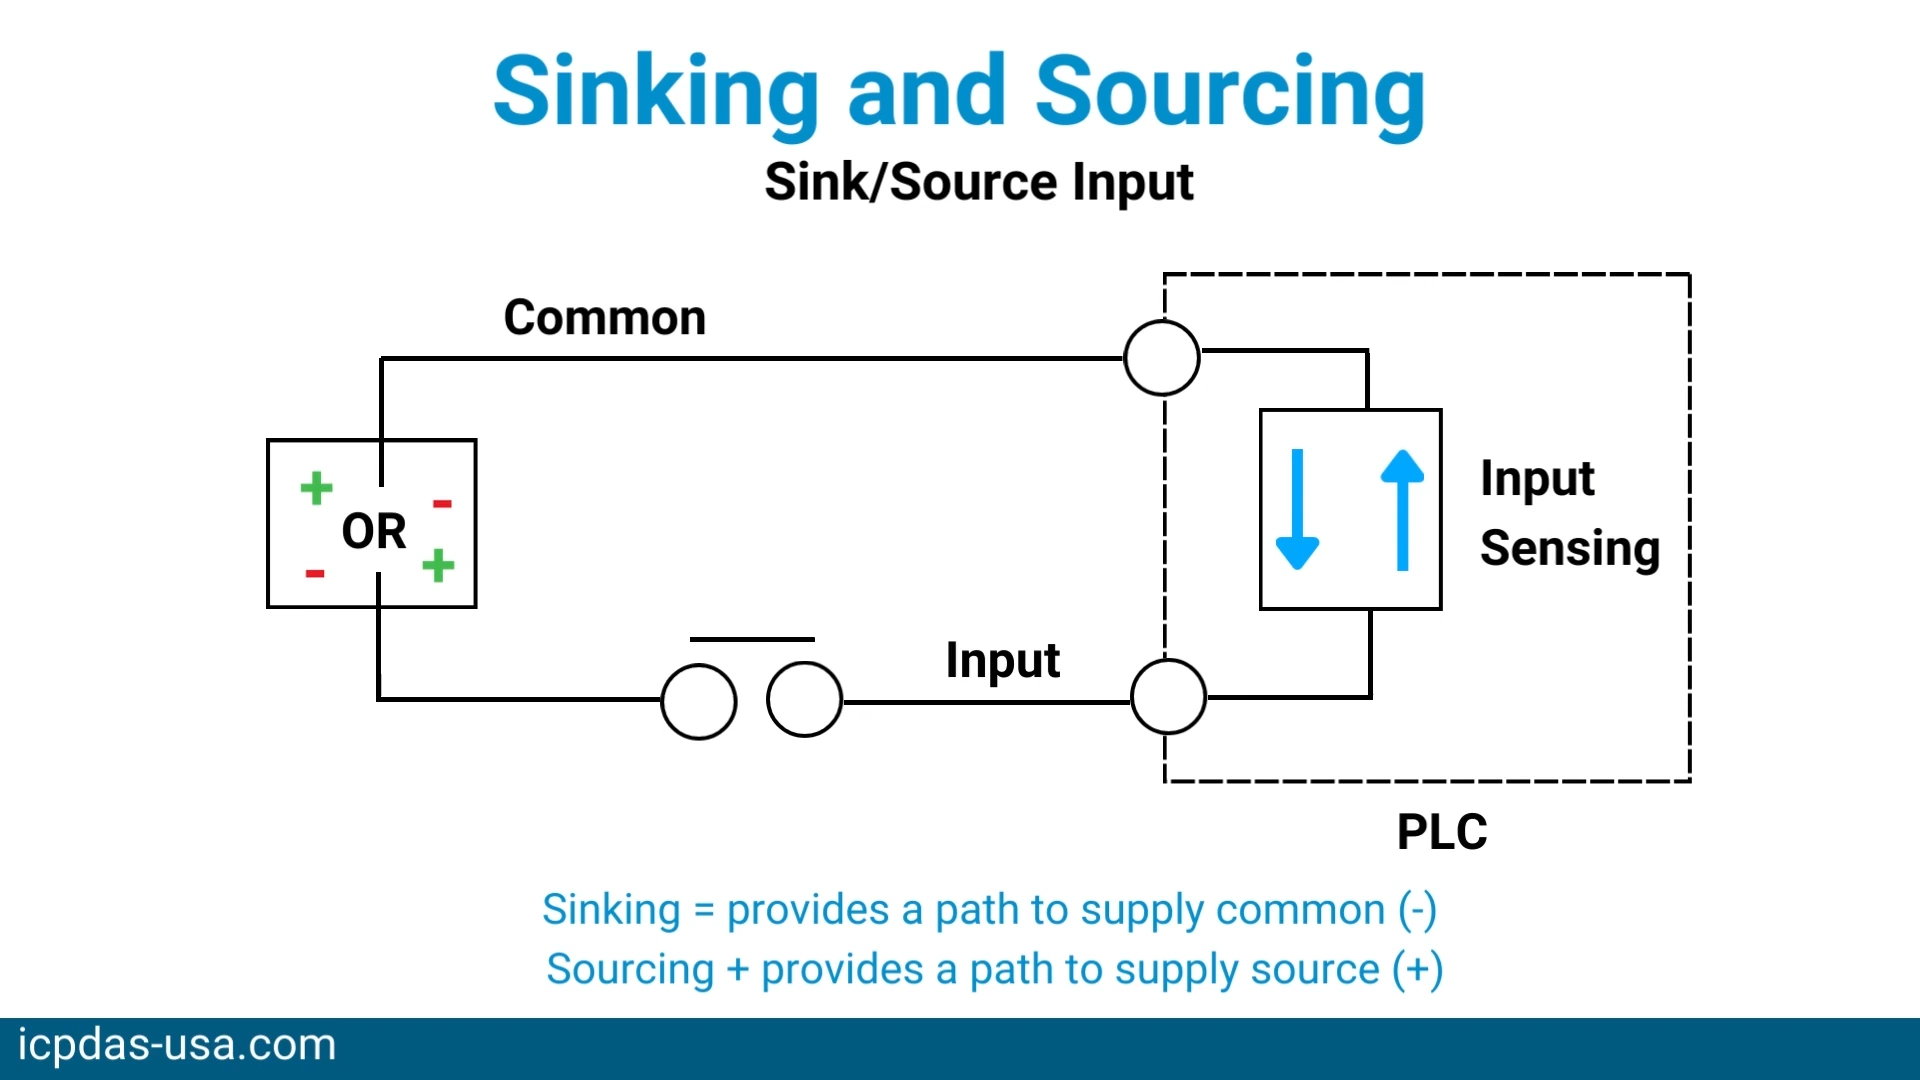 Sinking and Sourcing
Sink/Source Input
Common
+
-
OR
-
+
Input
Sensing
Input
PLC
Sinking = provides a path to supply common (-)
Sourcing + provides a path to supply source (+)
icpdas-usa.com